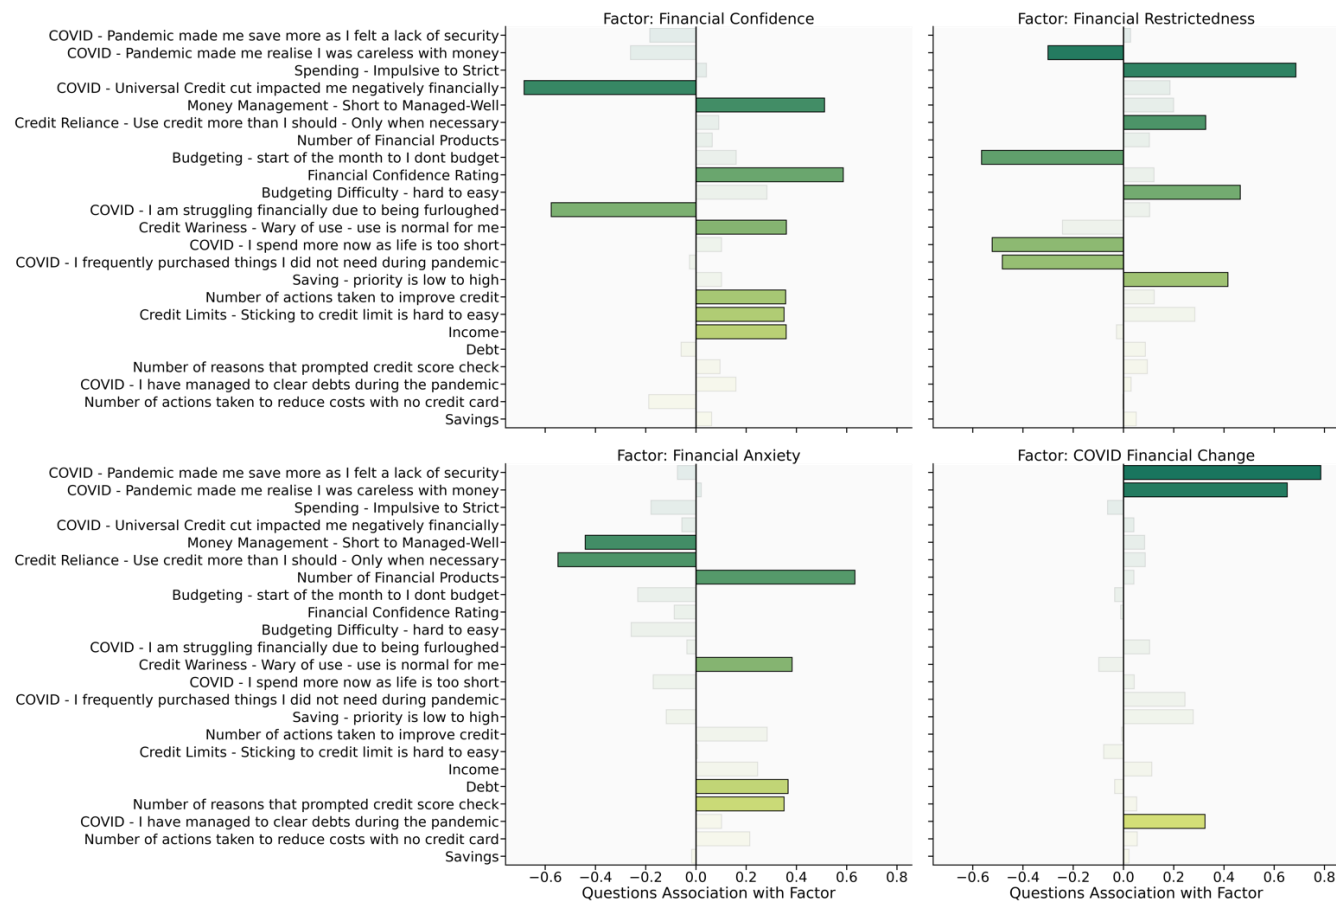 Factor: Financial Confidence
Factor: Financial Restrictedness
COVID - Pandemic made me save more as I felt a lack of security
COVID - Pandemic made me realise I was careless with money
Spending - Impulsive to Strict
COVID - Universal Credit cut impacted me negatively financially
Money Management - Short to Managed-Well
Credit Reliance - Use credit more than I should - Only when necessary
Number of Financial Products
Budgeting - start of the month to I dont budget
Financial Confidence Rating
Budgeting Difficulty - hard to easy
COVID - I am struggling financially due to being furloughed
Credit Wariness - Wary of use - use is normal for me
COVID - I spend more now as life is too short
COVID - I frequently purchased things I did not need during pandemic
Saving - priority is low to high
Number of actions taken to improve credit
Credit Limits - Sticking to credit limit is hard to easy
Income
Debt
Number of reasons that prompted credit score check
COVID - I have managed to clear debts during the pandemic
Number of actions taken to reduce costs with no credit card
Savings
Factor: Financial Anxiety
Factor: COVID Financial Change
COVID - Pandemic made me save more as I felt a lack of security
COVID - Pandemic made me realise I was careless with money
Spending - Impulsive to Strict
COVID - Universal Credit cut impacted me negatively financially
Money Management - Short to Managed-Well
Credit Reliance - Use credit more than I should - Only when necessary
Number of Financial Products
Budgeting - start of the month to I dont budget
Financial Confidence Rating
Budgeting Difficulty - hard to easy
COVID - I am struggling financially due to being furloughed
Credit Wariness - Wary of use - use is normal for me
COVID - I spend more now as life is too short
COVID - I frequently purchased things I did not need during pandemic
Saving - priority is low to high
Number of actions taken to improve credit
Credit Limits - Sticking to credit limit is hard to easy
Income
Debt
Number of reasons that prompted credit score check
COVID - I have managed to clear debts during the pandemic
Number of actions taken to reduce costs with no credit card
Savings
−0.6 −0.4 −0.2 0.0 0.2 0.4 0.6 0.8
Questions Association with Factor
−0.6 −0.4 −0.2 0.0 0.2 0.4 0.6 0.8
Questions Association with Factor